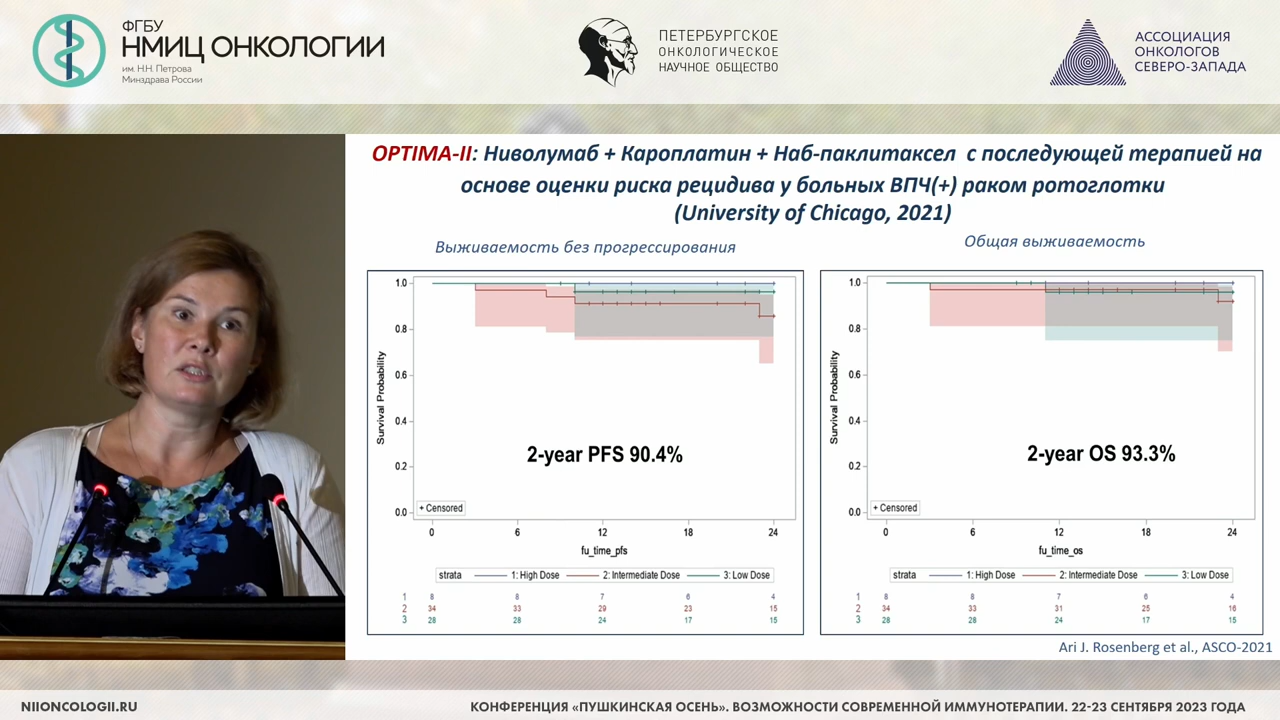 ФГБУ
НМИЦ ОНКОЛОГИИ
им. Н.Н. Петрова
Минздрава России
ПЕТЕРБУРГСКОЕ
ОНКОЛОГИЧЕСКОЕ
НАУЧНОЕ ОБЩЕСТВО
АССОЦИАЦИЯ
ОНКОЛОГОВ
СЕВЕРО-ЗАПАДА
OPTIMA-II: Ниволумаб + Кароплатин + Наб-паклитаксел с последующей терапией на
основе оценки риска рецидива у больных ВПЧ(+) раком ротоглотки
(University of Chicago, 2021)
Выживаемость без прогрессирования
Survival Probability
1.0
0.8
0.6
0.4
0.2
0.0
2-year PFS 90.4%
+ Censored
0 6 12 18 24
fu_time_pfs
strata 1: High Dose 2: Intermediate Dose 3: Low Dose
1 8 8 7 6 4
2 34 33 29 23 15
3 28 28 24 17 15
Общая выживаемость
Survival Probability
1.0
0.8
0.6
0.4
0.2
0.0
2-year OS 93.3%
+ Censored
0 6 12 18 24
fu_time_os
strata 1: High Dose 2: Intermediate Dose 3: Low Dose
1 8 8 7 6 4
2 34 33 31 25 16
3 28 28 24 17 15
Ari J. Rosenberg et al., ASCO-2021
NIIONCOLOGII.RU
КОНФЕРЕНЦИЯ «ПУШКИНСКАЯ ОСЕНЬ». ВОЗМОЖНОСТИ СОВРЕМЕННОЙ ИММУНОТЕРАПИИ. 22-23 СЕНТЯБРЯ 2023 ГОДА